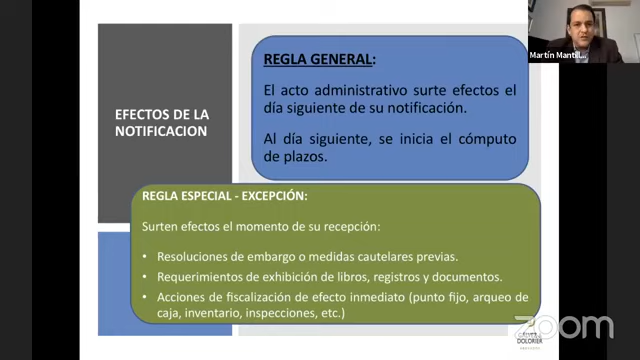 EFECTOS DE LA
NOTIFICACION
REGLA GENERAL:
El acto administrativo surte efectos el
día siguiente de su notificación.
Al día siguiente, se inicia el cómputo
de plazos.
REGLA ESPECIAL - EXCEPCIÓN:
Surten efectos el momento de su recepción:
• Resoluciones de embargo o medidas cautelares previas.
• Requerimientos de exhibición de libros, registros y documentos.
• Acciones de fiscalización de efecto inmediato (punto fijo, arqueo de
caja, inventario, inspecciones, etc.)
Martín Mantil...
zoom
DOLORIER